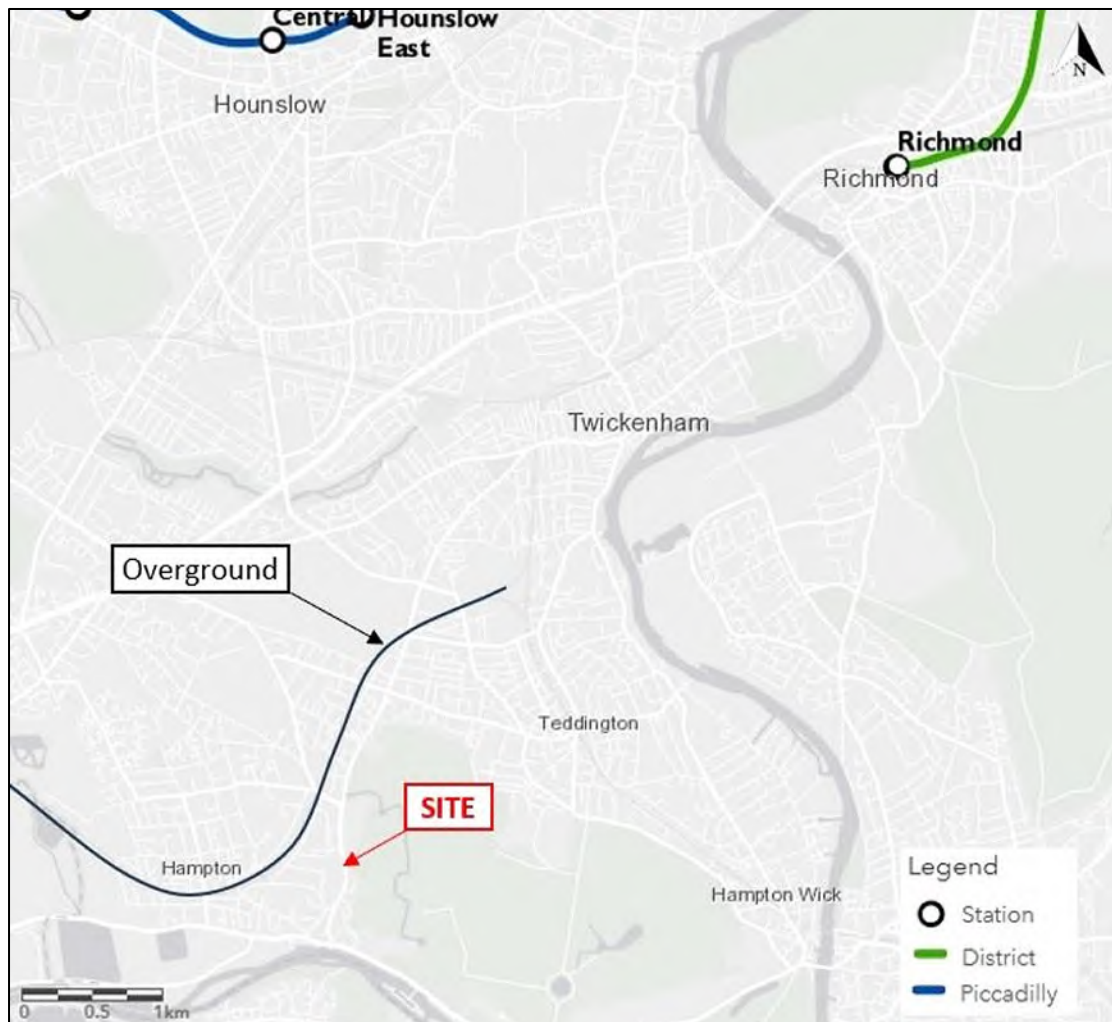 Central
Hounslow
East
Hounslow
N
Richmond
Richmond
Twickenham
Overground
Teddington
SITE
Hampton
Hampton Wick
Legend
Station
District
Piccadilly
0 0.5 1km